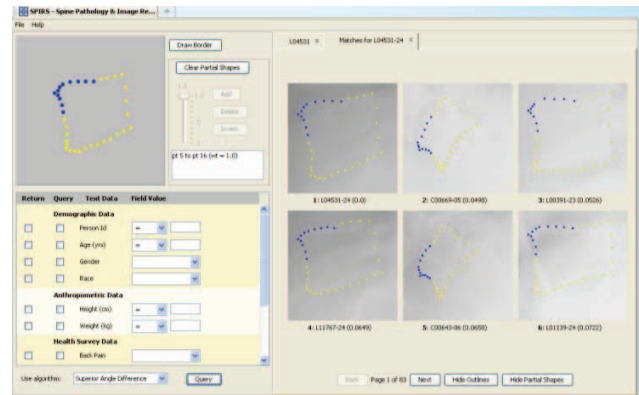 SPIRS - Spine Pathology & Image Re...
File Help
Draw Border
Clear Partial Shapes
Add
Delete
Invert
pt 5 to pt 16 (wt = 1.0)
L04531 × Matches for L04531-24 ×
1: L04531-24 (0.0) 2: C00669-05 (0.0498) 3: L00391-23 (0.0526)
4: L11767-24 (0.0649) 5: C00643-06 (0.0658) 6: L01139-24 (0.0722)
Return Query Text Data Field Value
Demographic Data
Person Id =
Age (yrs) =
Gender
Race
Anthropometric Data
Height (cm) =
Weight (kg) =
Health Survey Data
Back Pain
Use algorithm: Superior Angle Difference Query
Back Page 1 of 83 Next Hide Outlines Hide Partial Shapes